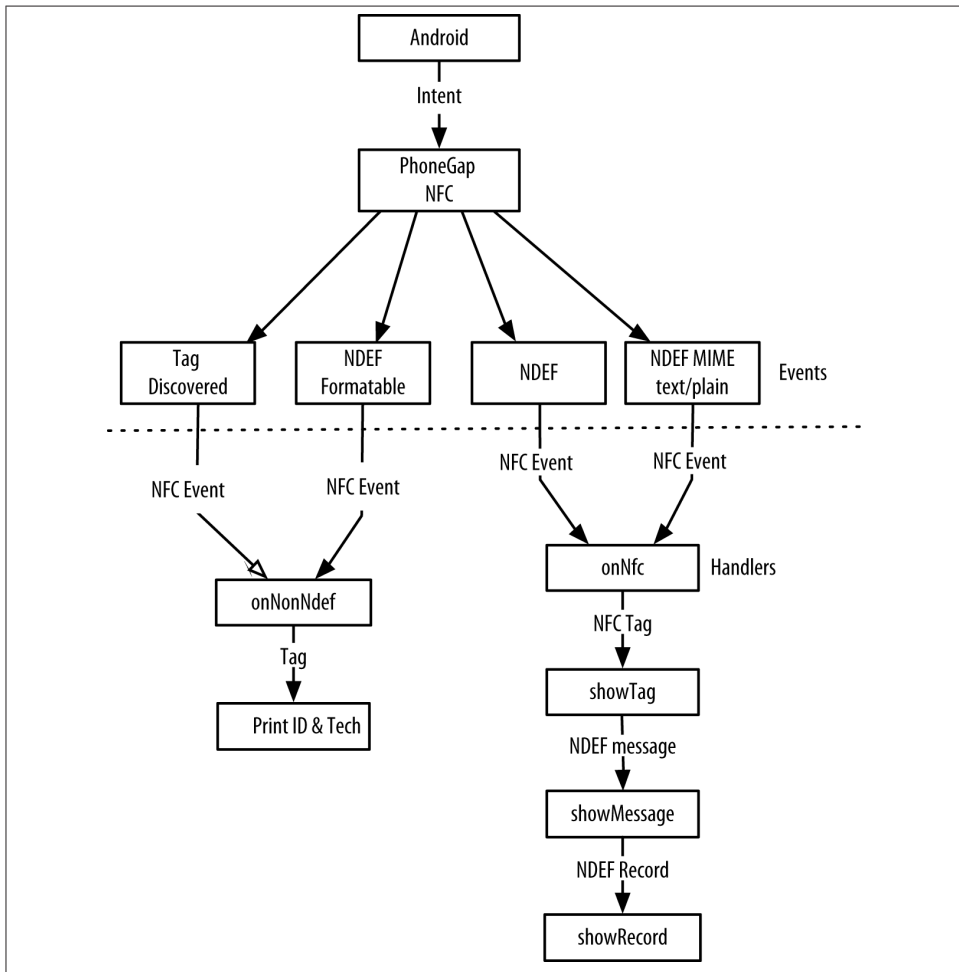 Android
Intent
PhoneGap
NFC
Tag
Discovered
NDEF
Formatable
NDEF
NDEF MIME
text/plain
Events
NFC Event
NFC Event
NFC Event
NFC Event
onNfc
Handlers
onNonNdef
NFC Tag
Tag
showTag
Print ID & Tech
NDEF message
showMessage
NDEF Record
showRecord